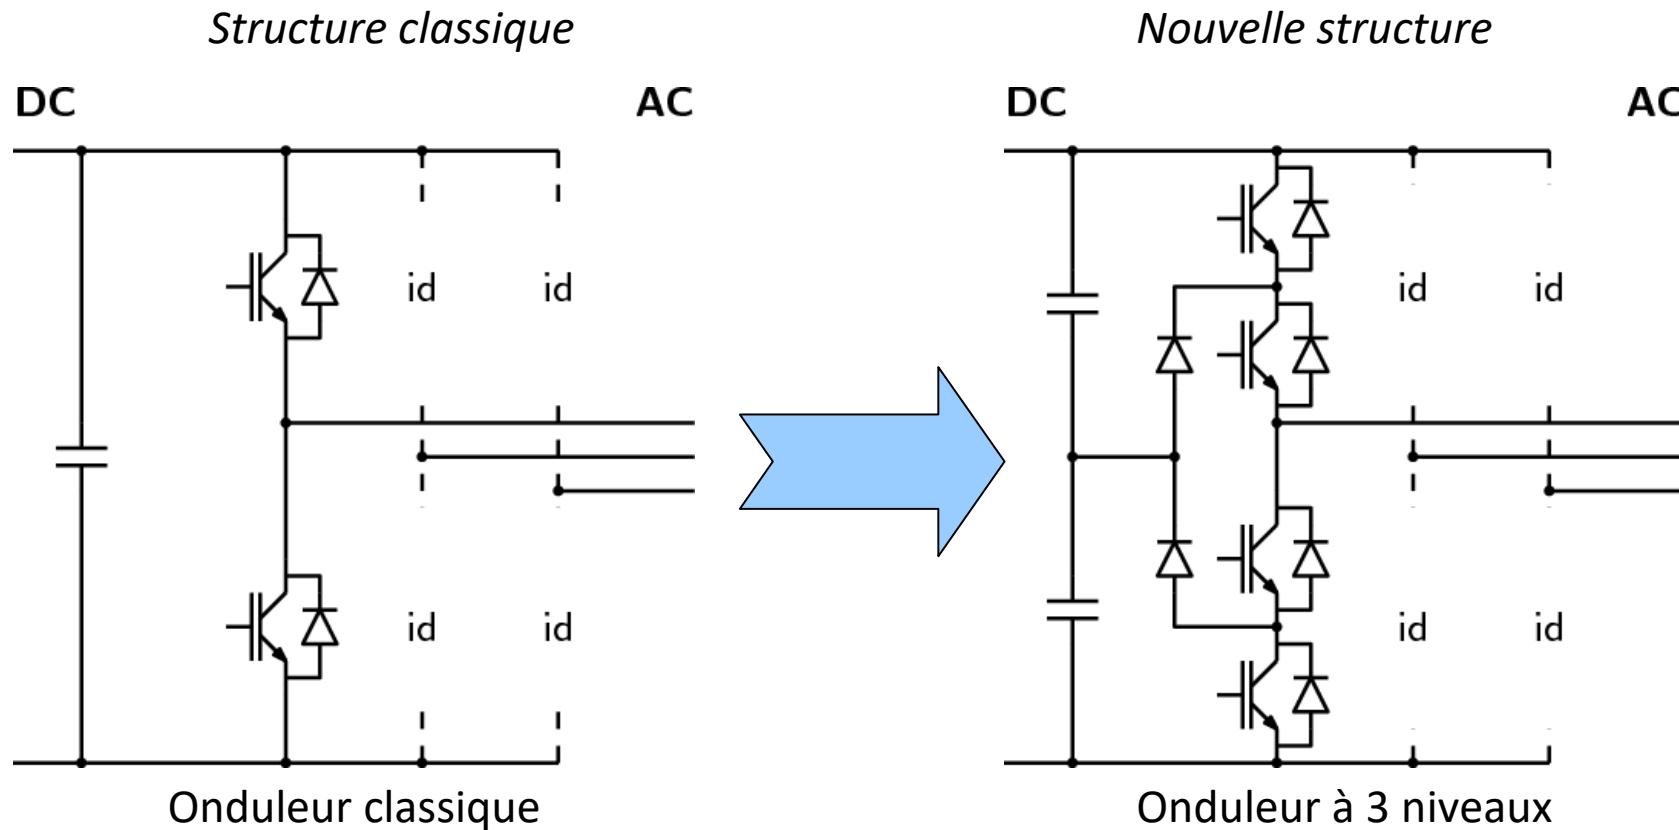 Structure classique
Nouvelle structure
DC
AC
DC
AC
id
id
id
id
id
id
id
id
Onduleur classique
Onduleur à 3 niveaux